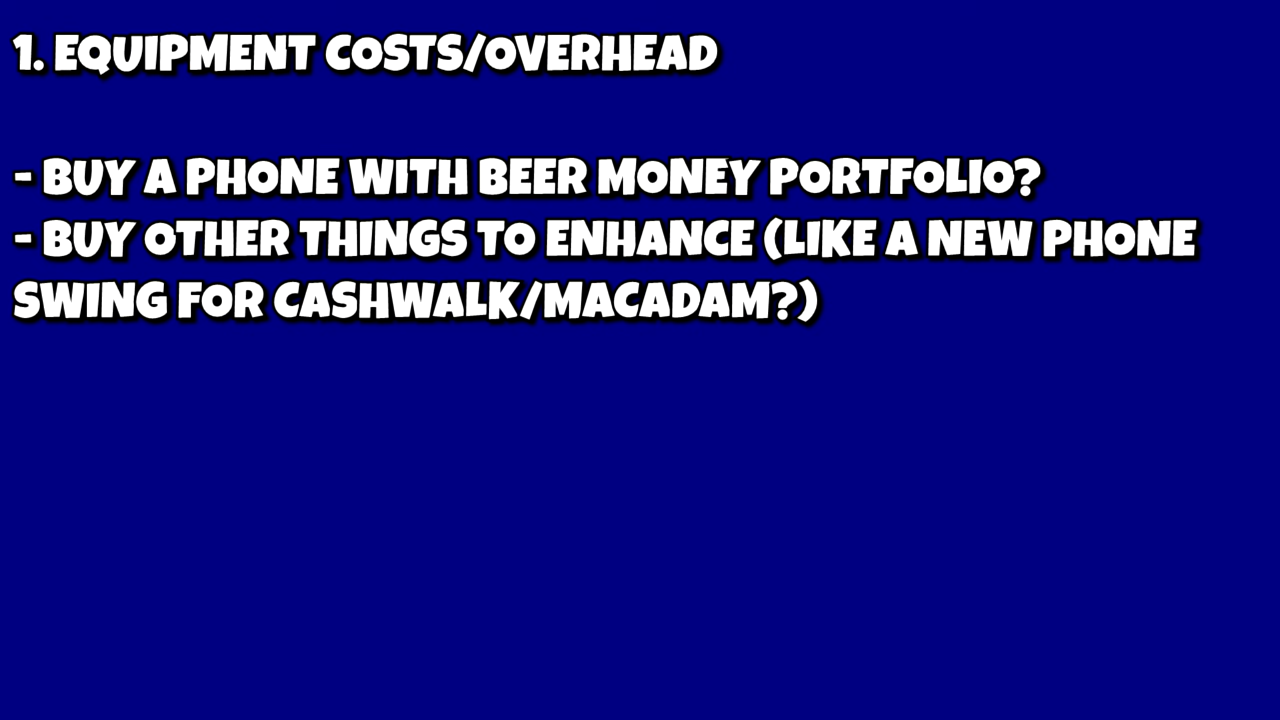 1. EQUIPMENT COSTS/OVERHEAD
- BUY A PHONE WITH BEER MONEY PORTFOLIO?
- BUY OTHER THINGS TO ENHANCE (LIKE A NEW PHONE
SWING FOR CASHWALK/MACADAM?)